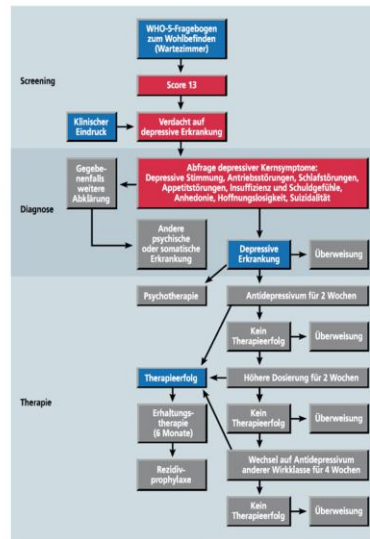 WHO-5-Fragebogen
zum Wohlbefinden
(Wartezimmer)
Screening
Score 13
Klinischer
Eindruck
Verdacht auf
depressive Erkrankung
Gegebe-
nenfalls
weitere
Abklärung
Abfrage depressiver Kernsymptome:
Depressive Stimmung, Antriebsstörungen, Schlafstörungen,
Appetitstörungen, Insuffizienz und Schuldgefühle,
Anhedonie, Hoffnungslosigkeit, Suizidalität
Diagnose
Andere
psychische
oder somatische
Erkrankung
Depressive
Erkrankung
Überweisung
Psychotherapie
Antidepressivum für 2 Wochen
Kein
Therapieerfolg
Überweisung
Therapieerfolg
Höhere Dosierung für 2 Wochen
Therapie
Erhaltungs-
therapie
(6 Monate)
Kein
Therapieerfolg
Überweisung
Rezidiv-
prophylaxe
Wechsel auf Antidepressivum
anderer Wirkklasse für 4 Wochen
Kein
Therapieerfolg
Überweisung